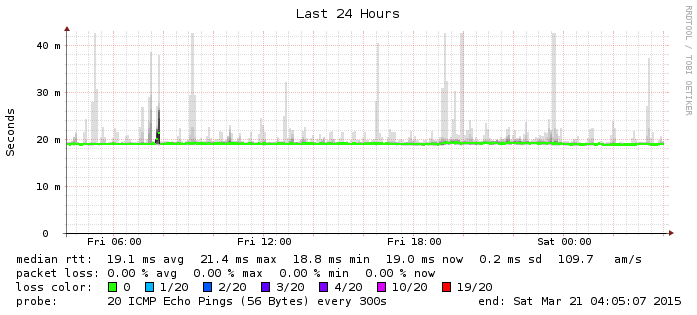 Last 24 Hours
RRDTOOL / TOBI OETIKER
Seconds
40 m
30 m
20 m
10 m
0
Fri 06:00 Fri 12:00 Fri 18:00 Sat 00:00
median rtt: 19.1 ms avg 21.4 ms max 18.8 ms min 19.0 ms now 0.2 ms sd 109.7 am/s
packet loss: 0.00 % avg 0.00 % max 0.00 % min 0.00 % now
loss color: 0 1/20 2/20 3/20 4/20 10/20 19/20
probe: 20 ICMP Echo Pings (56 Bytes) every 300s end: Sat Mar 21 04:05:07 2015